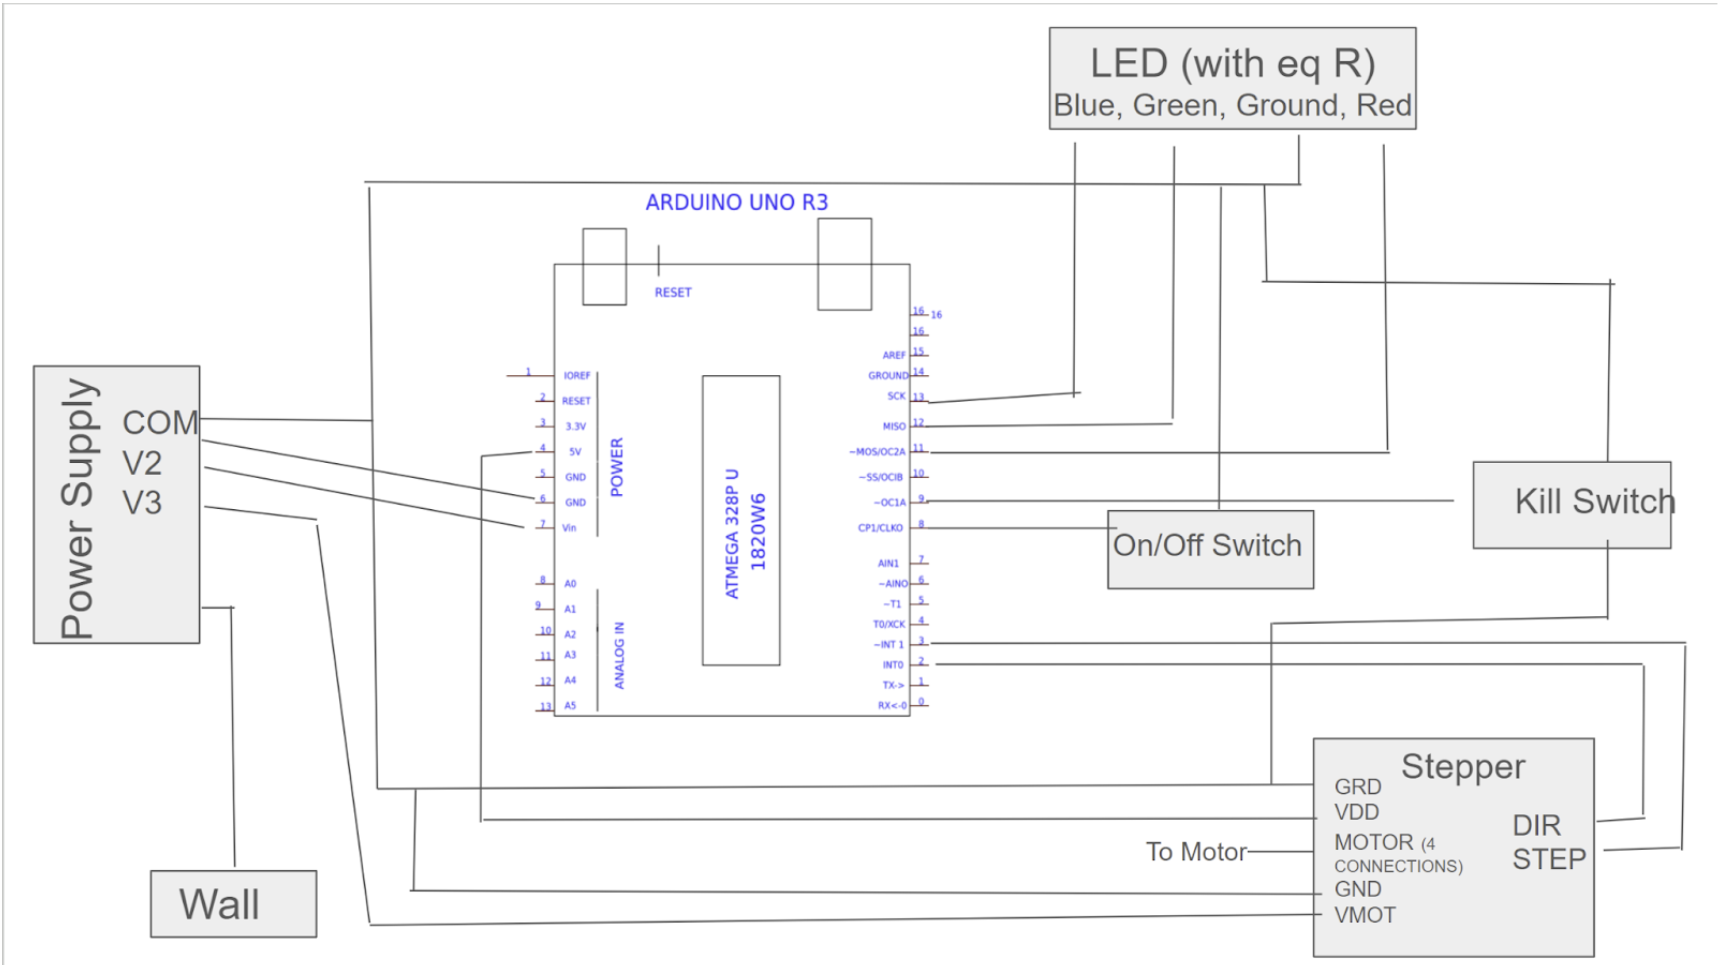 LED (with eq R)
Blue, Green, Ground, Red
ARDUINO UNO R3
RESET
16 16
16
AREF 15
GROUND 14
SCK 13
MISO 12
~MOS/OC2A 11
~SS/OCIB 10
~OC1A 9
CP1/CLKO 8
AIN1 7
~AINO 6
~T1 5
T0/XCK 4
~INT 1 3
INT0 2
TX-> 1
RX<-0 0
1 IOREF
2 RESET
3 3.3V
4 5V
5 GND
6 GND
7 Vin
POWER
8 A0
9 A1
10 A2
11 A3
12 A4
13 A5
ANALOG IN
ATMEGA 328P U
1820W6
Power Supply
COM
V2
V3
Wall
Kill Switch
On/Off Switch
Stepper
GRD
VDD
MOTOR (4
CONNECTIONS)
GND
VMOT
DIR
STEP
To Motor